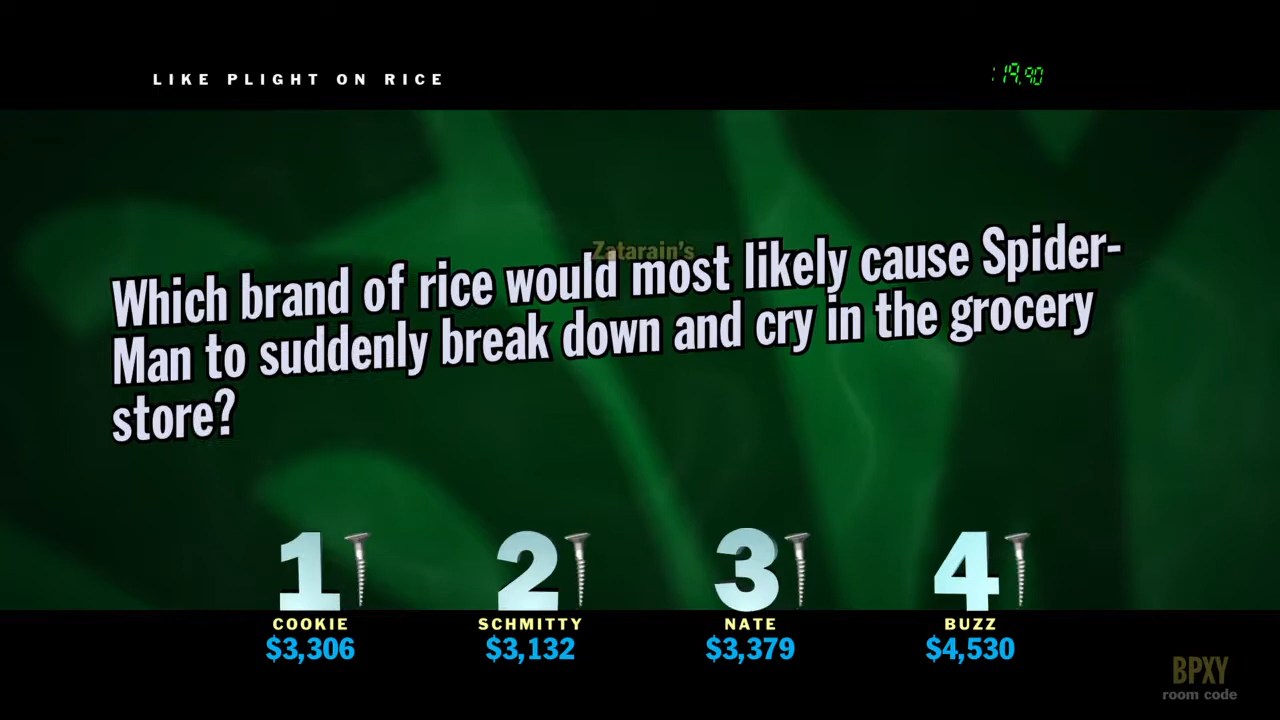 LIKE PLIGHT ON RICE
:19.90
Zatarain's
Which brand of rice would most likely cause Spider-
Man to suddenly break down and cry in the grocery
store?
1 2 3 4
COOKIE SCHMITTY NATE BUZZ
$3,306 $3,132 $3,379 $4,530
BPXY
room code